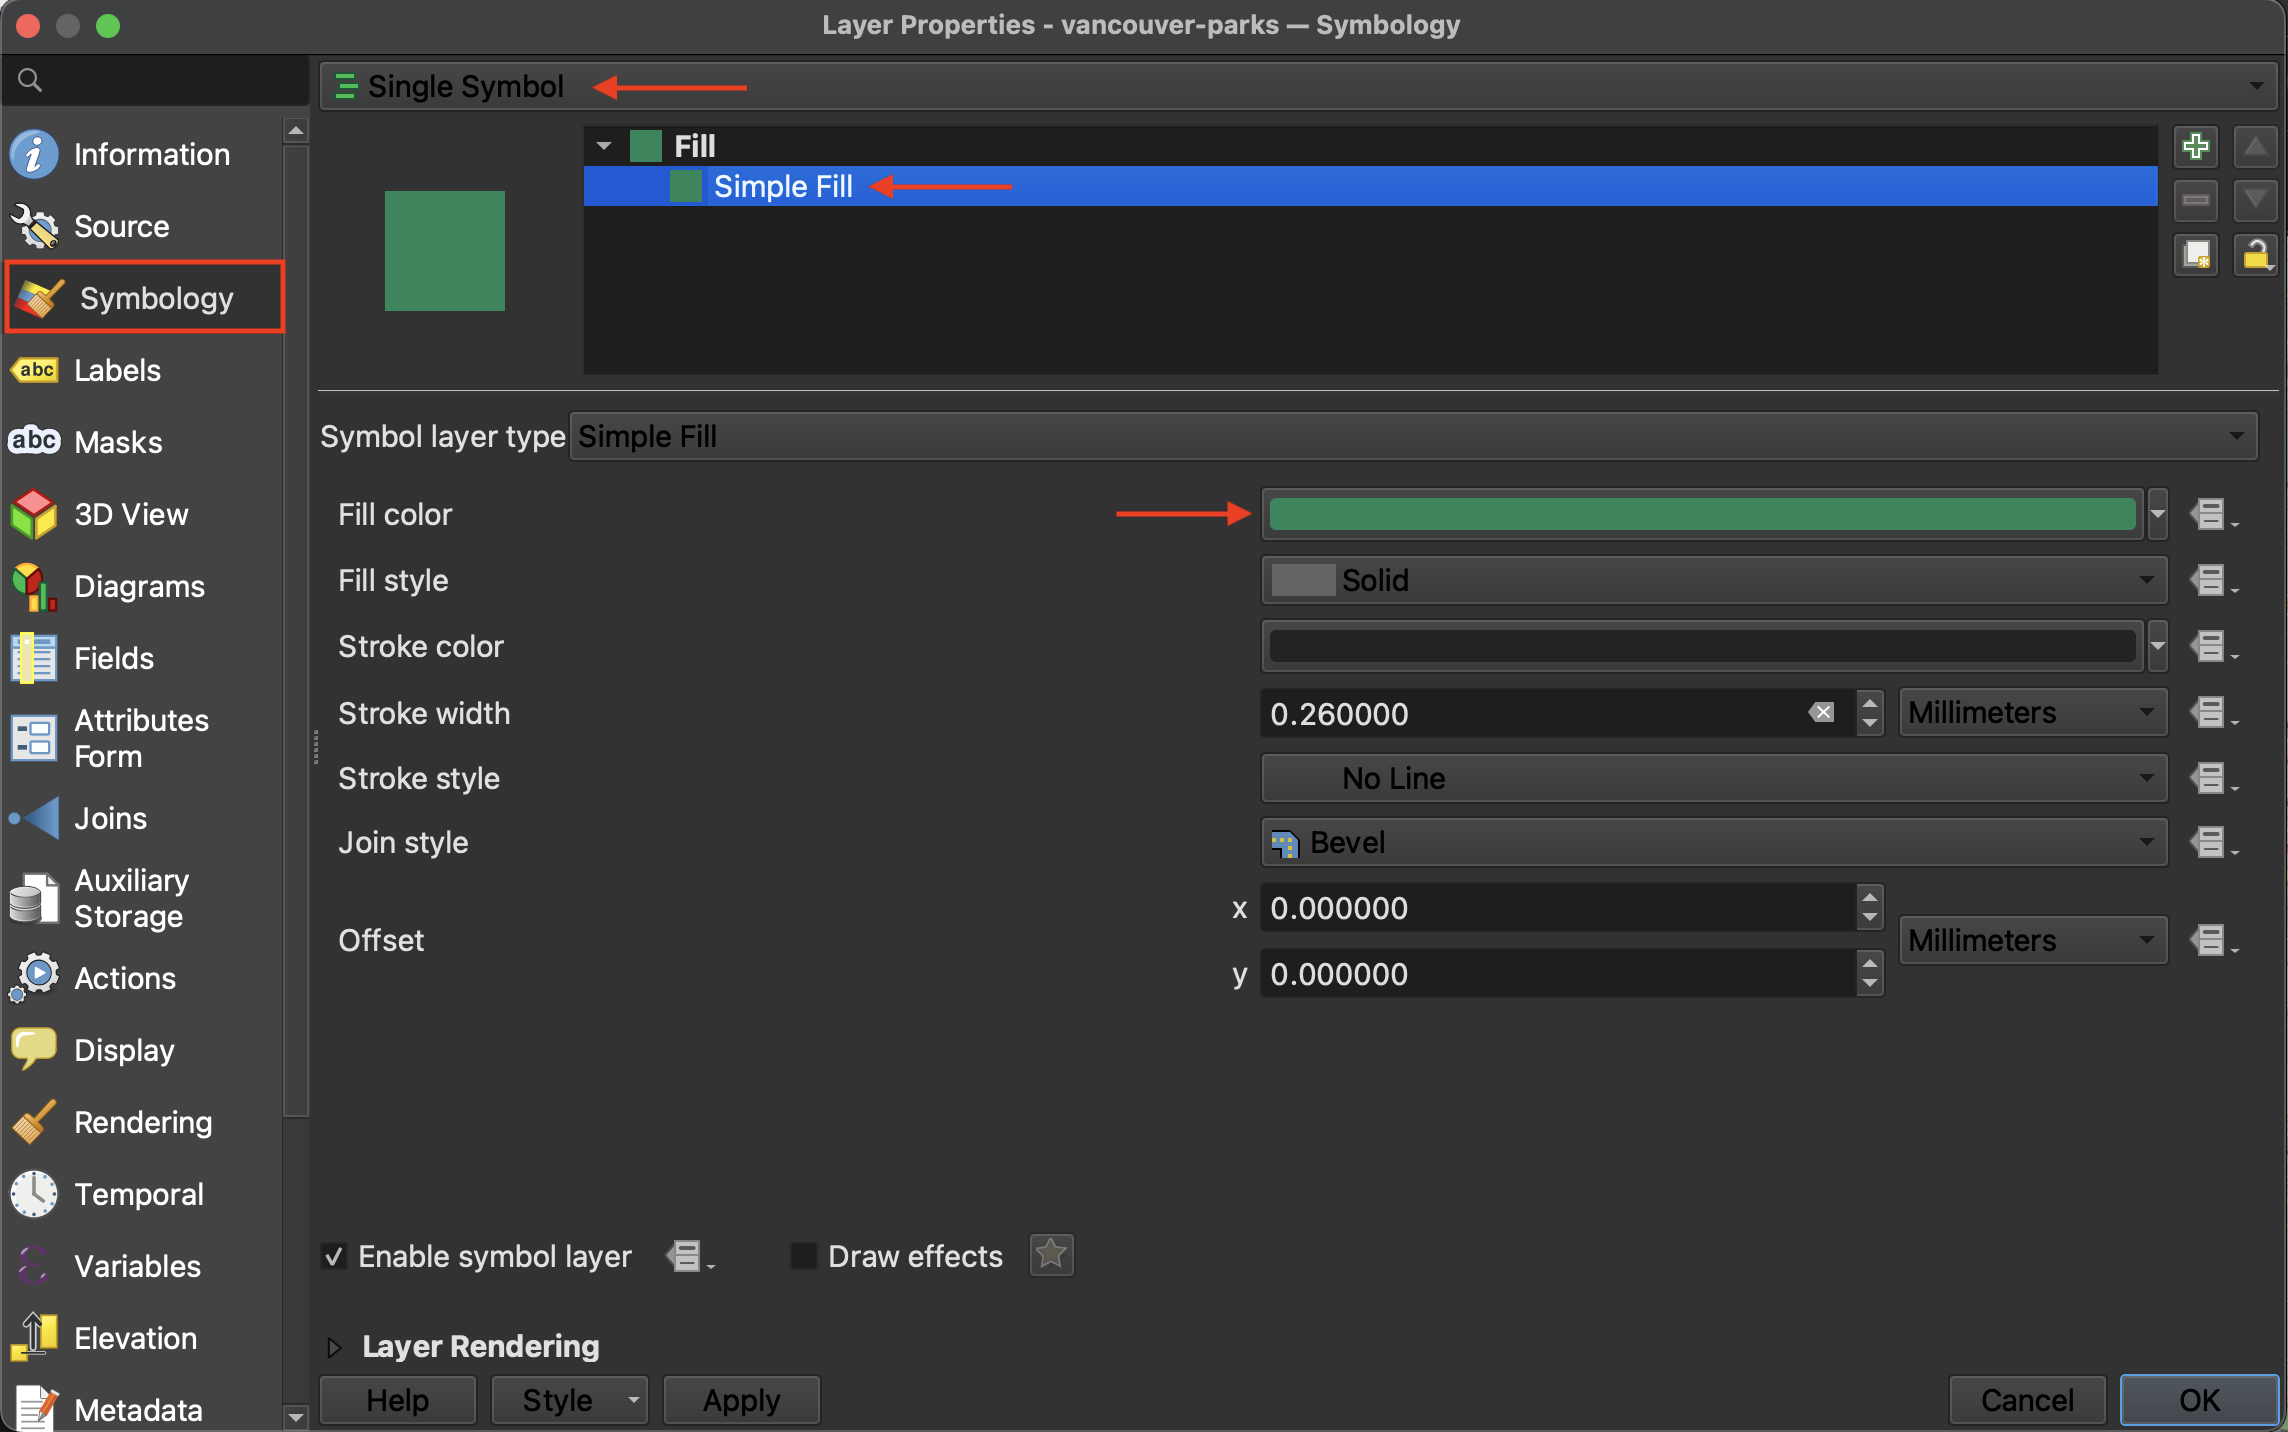 Layer Properties - vancouver-parks — Symbology
Single Symbol
Information
Source
Symbology
abc Labels
abc Masks
3D View
Diagrams
Fields
Attributes
Form
Joins
Auxiliary
Storage
Actions
Display
Rendering
Temporal
ε Variables
Elevation
Metadata
Fill
Simple Fill
Symbol layer type Simple Fill
Fill color
Fill style Solid
Stroke color
Stroke width 0.260000 Millimeters
Stroke style No Line
Join style Bevel
Offset
x 0.000000 Millimeters
y 0.000000
Enable symbol layer Draw effects
Layer Rendering
Help Style Apply Cancel OK